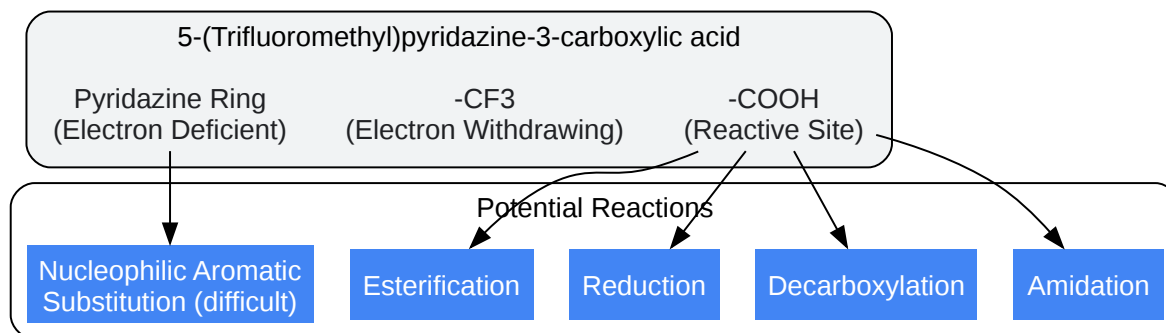 5-(Trifluoromethyl)pyridazine-3-carboxylic acid
Pyridazine Ring
(Electron Deficient)
-CF3
(Electron Withdrawing)
-COOH
(Reactive Site)
Potential Reactions
Nucleophilic Aromatic
Substitution (difficult)
Esterification
Reduction
Decarboxylation
Amidation